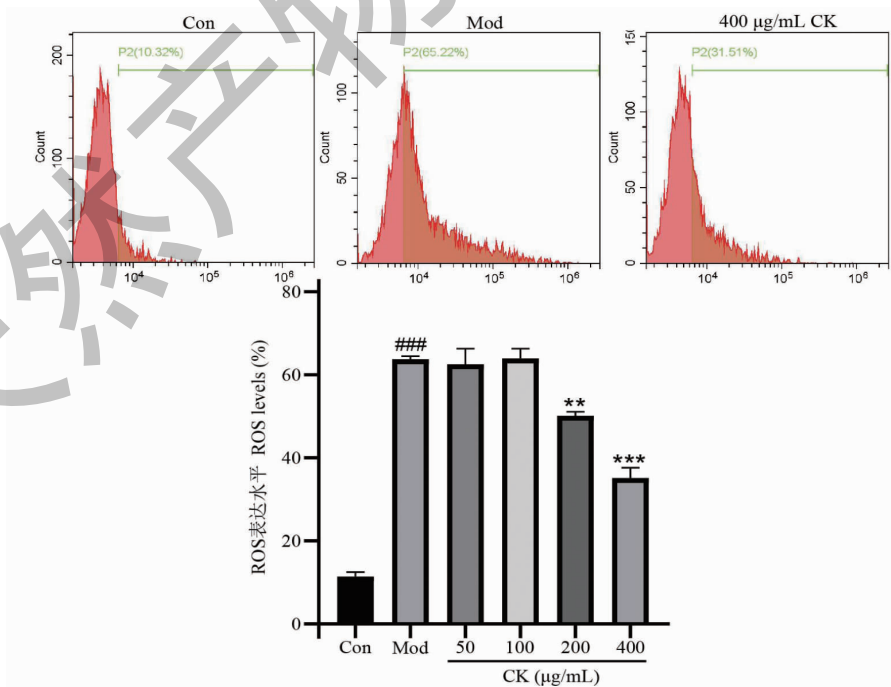 Con
Mod
400 μg/mL CK
P2(10.32%)
P2(65.22%)
P2(31.51%)
Count
200
100
0
10⁴
10⁵
10⁶
Count
100
50
0
10⁴
10⁵
10⁶
Count
100
50
0
10⁴
10⁵
10⁶
ROS表达水平 ROS levels (%)
80
60
40
20
0
###
**
***
Con
Mod
50
100
200
400
CK (μg/mL)
然产物